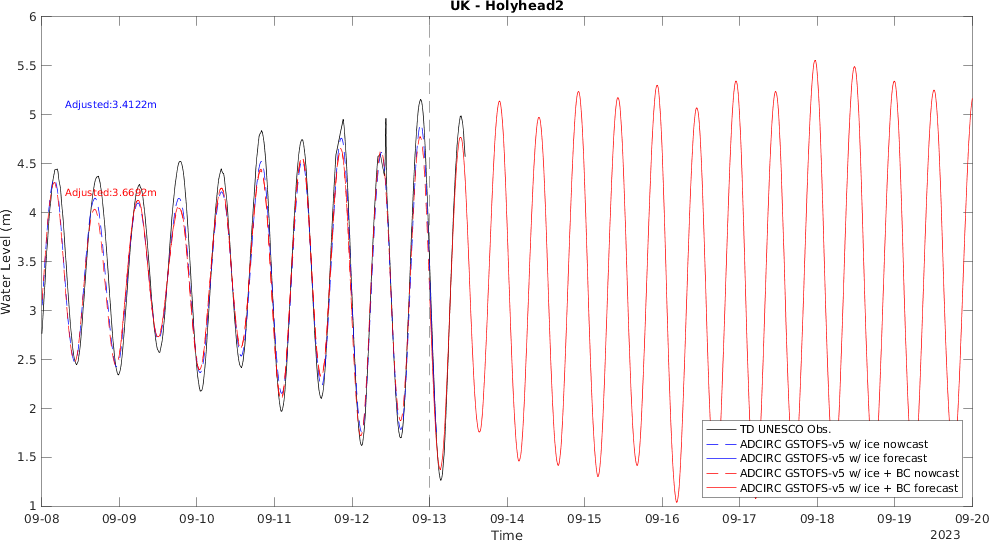 UK - Holyhead2
6
5.5
5
4.5
4
3.5
3
2.5
2
1.5
1
Water Level (m)
Adjusted:3.4122m
Adjusted:3.6692m
TD UNESCO Obs.
ADCIRC GSTOFS-v5 w/ ice nowcast
ADCIRC GSTOFS-v5 w/ ice forecast
ADCIRC GSTOFS-v5 w/ ice + BC nowcast
ADCIRC GSTOFS-v5 w/ ice + BC forecast
09-08 09-09 09-10 09-11 09-12 09-13 09-14 09-15 09-16 09-17 09-18 09-19 09-20
Time
2023